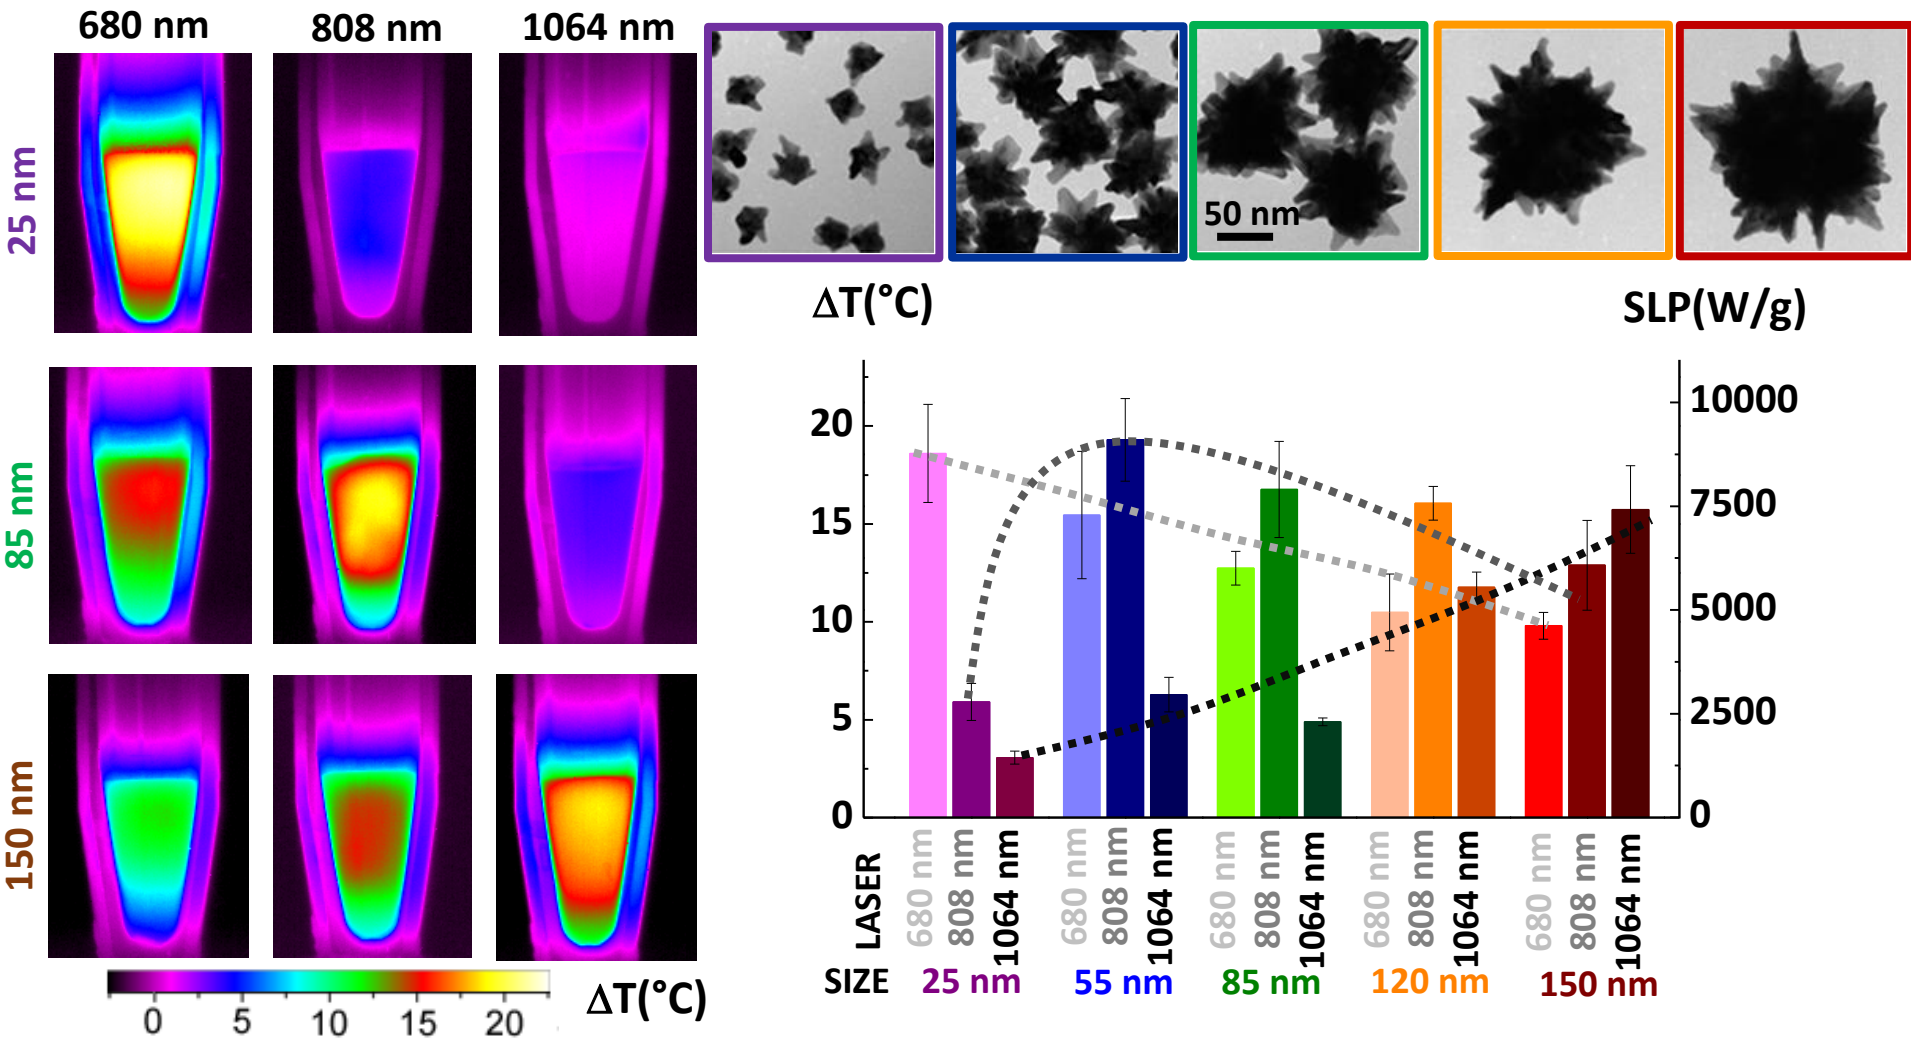 680 nm
808 nm
1064 nm
25 nm
85 nm
150 nm
0 5 10 15 20
ΔT(°C)
50 nm
ΔT(°C)
SLP(W/g)
20
15
10
5
0
10000
7500
5000
2500
0
LASER
680 nm 808 nm 1064 nm
680 nm 808 nm 1064 nm
680 nm 808 nm 1064 nm
680 nm 808 nm 1064 nm
680 nm 808 nm 1064 nm
SIZE 25 nm 55 nm 85 nm 120 nm 150 nm